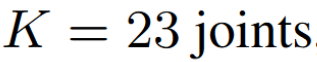 K = 23 joints.